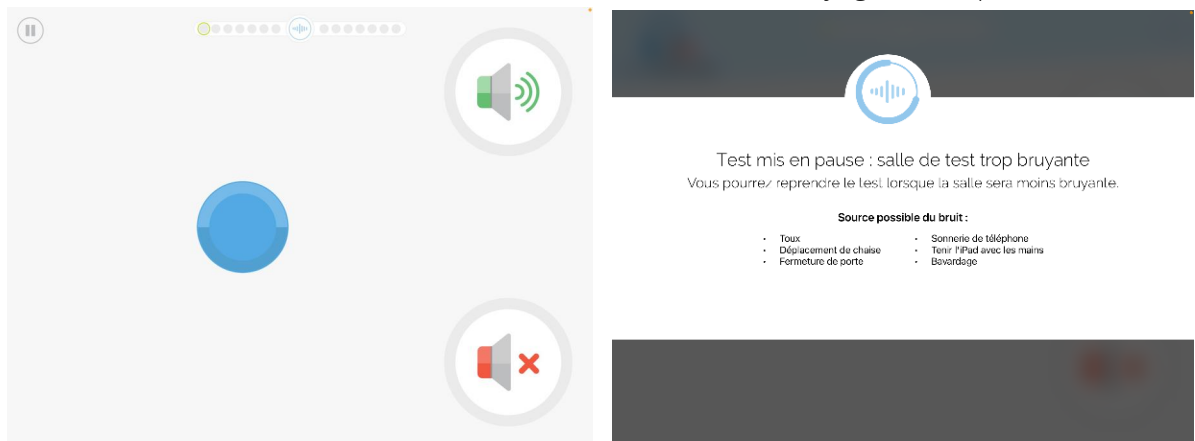 Test mis en pause : salle de test trop bruyante
Vous pourrez reprendre le test lorsque la salle sera moins bruyante.
Source possible du bruit :
• Toux
• Déplacement de chaise
• Fermeture de porte
• Sonnerie de téléphone
• Tenir l'iPad avec les mains
• Bavardage